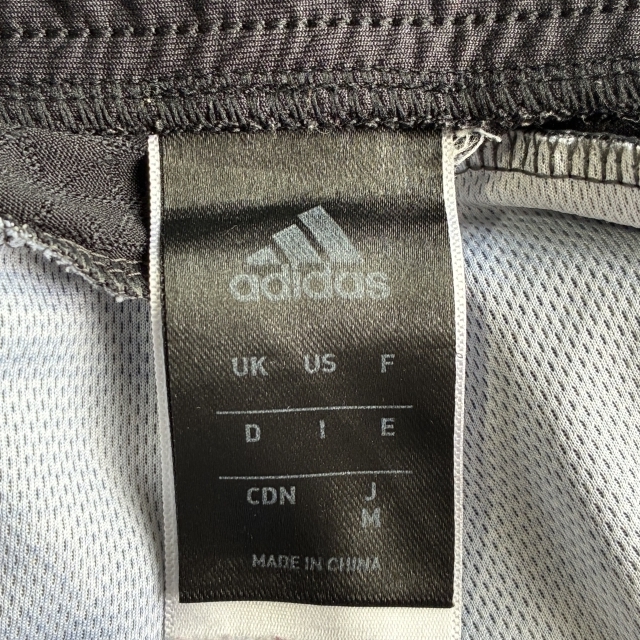 adidas
UK US F
D I E
CDN J
M
MADE IN CHINA